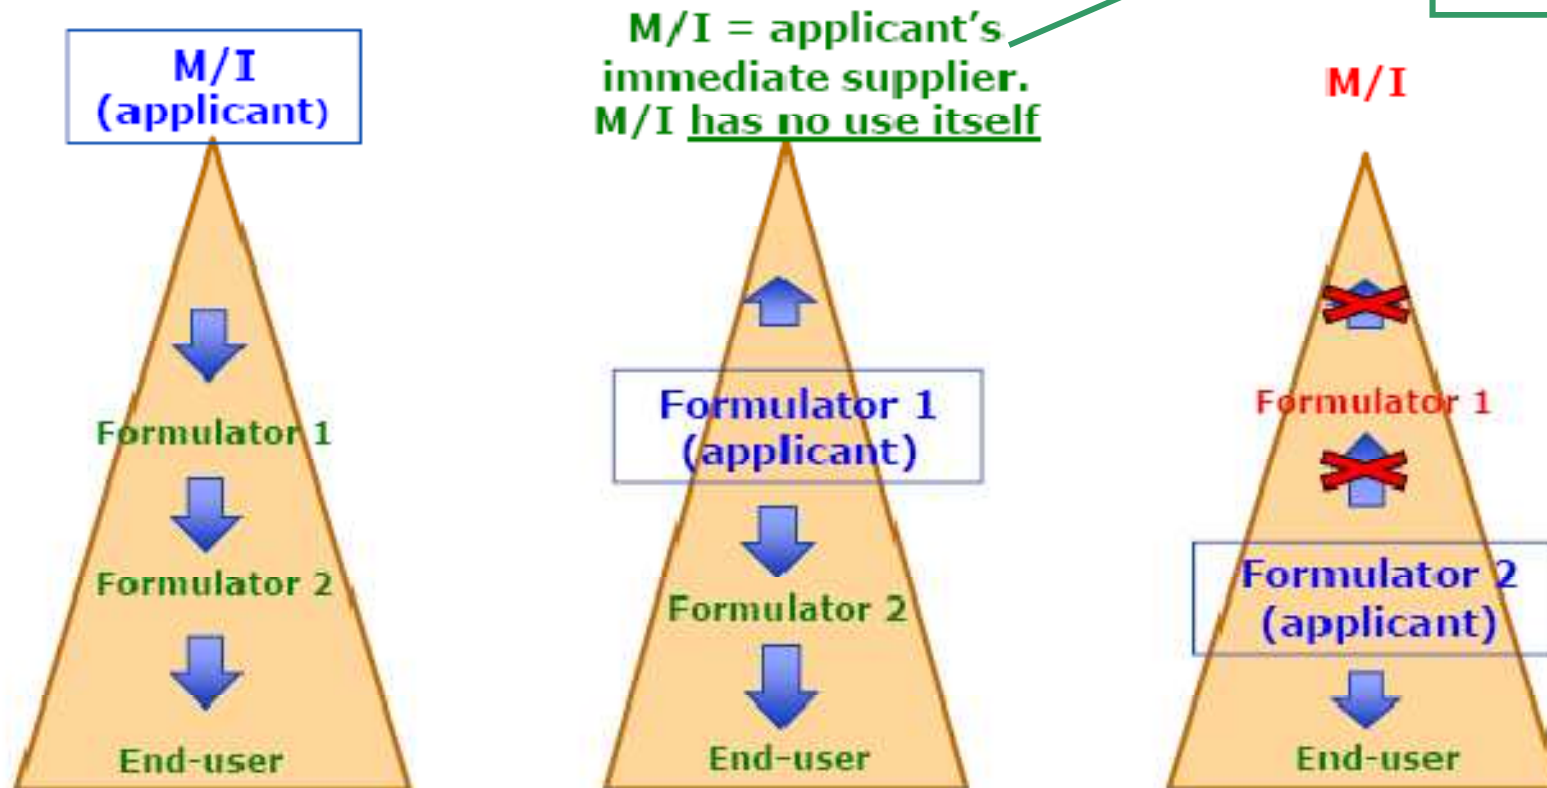 M/I
(applicant)
Formulator 1
Formulator 2
End-user
M/I = applicant's
immediate supplier.
M/I has no use itself
Formulator 1
(applicant)
Formulator 2
End-user
M/I
Formulator 1
Formulator 2
(applicant)
End-user